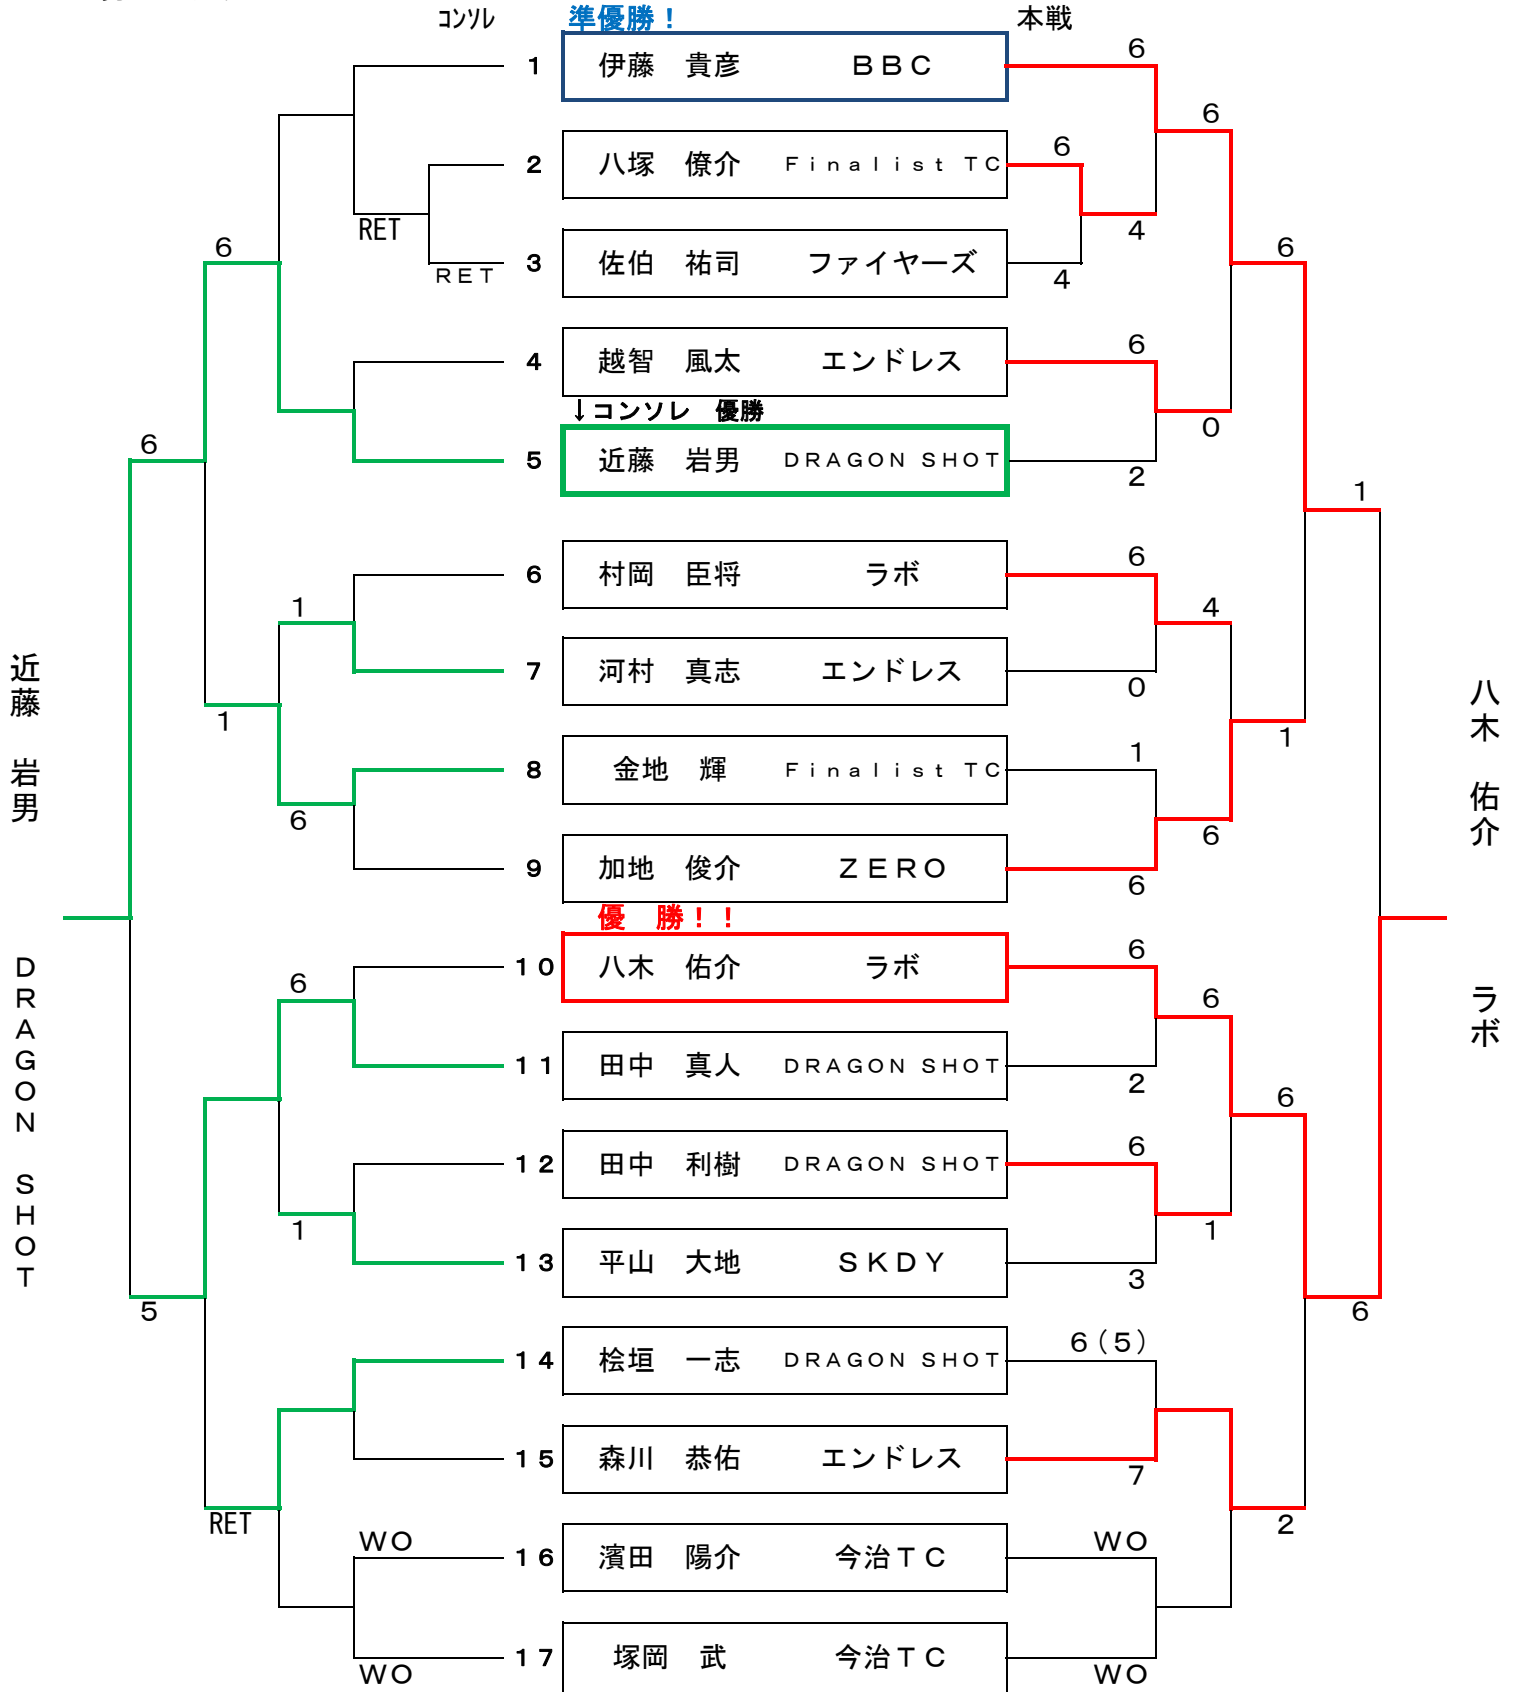 コンソレ 準優勝！ 本戦
1 伊藤 貴彦 ＢＢＣ 6
6
2 八塚 僚介 Finalist TC 6
RET 4
3 佐伯 祐司 ファイヤーズ 4
RET
6 6
4 越智 風太 エンドレス 6
↓コンソレ 優勝
0
6
5 近藤 岩男 DRAGON SHOT 2
1
6 村岡 臣将 ラボ 6
1 4
7 河村 真志 エンドレス 0
1 1
8 金地 輝 Finalist TC 1
6 6
9 加地 俊介 ZERO 6
優 勝！！
10 八木 佑介 ラボ 6
6 6
11 田中 真人 DRAGON SHOT 2
6
12 田中 利樹 DRAGON SHOT 6
1 1
13 平山 大地 SKDY 3
5 6
14 桧垣 一志 DRAGON SHOT 6(5)
15 森川 恭佑 エンドレス 7
RET 2
16 濱田 陽介 今治TC WO
WO
17 塚岡 武 今治TC WO
WO
近藤 岩男 DRAGON SHOT
八木 佑介 ラボ